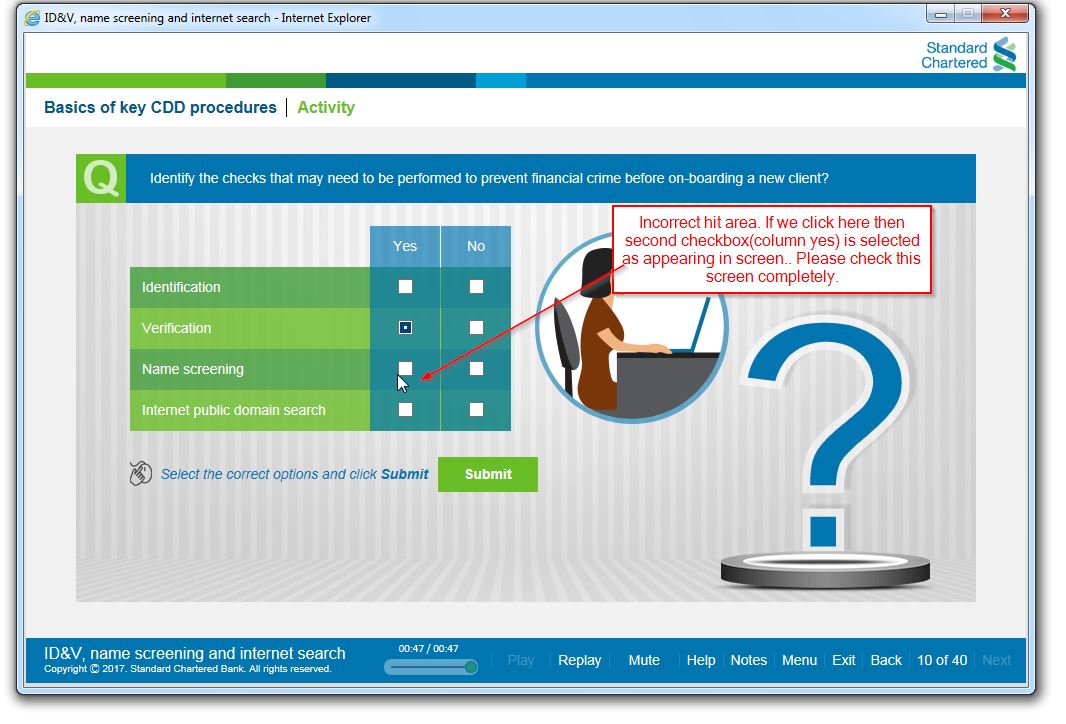 ID&V, name screening and internet search - Internet Explorer
Standard
Chartered
Basics of key CDD procedures | Activity
Q
Identify the checks that may need to be performed to prevent financial crime before on-boarding a new client?
Incorrect hit area. If we click here then
second checkbox(column yes) is selected
as appearing in screen.. Please check this
screen completely.
Yes No
Identification
Verification
Name screening
Internet public domain search
Select the correct options and click Submit
Submit
?
ID&V, name screening and internet search
Copyright © 2017. Standard Chartered Bank. All rights reserved.
00:47 / 00:47
Play Replay Mute Help Notes Menu Exit Back 10 of 40 Next